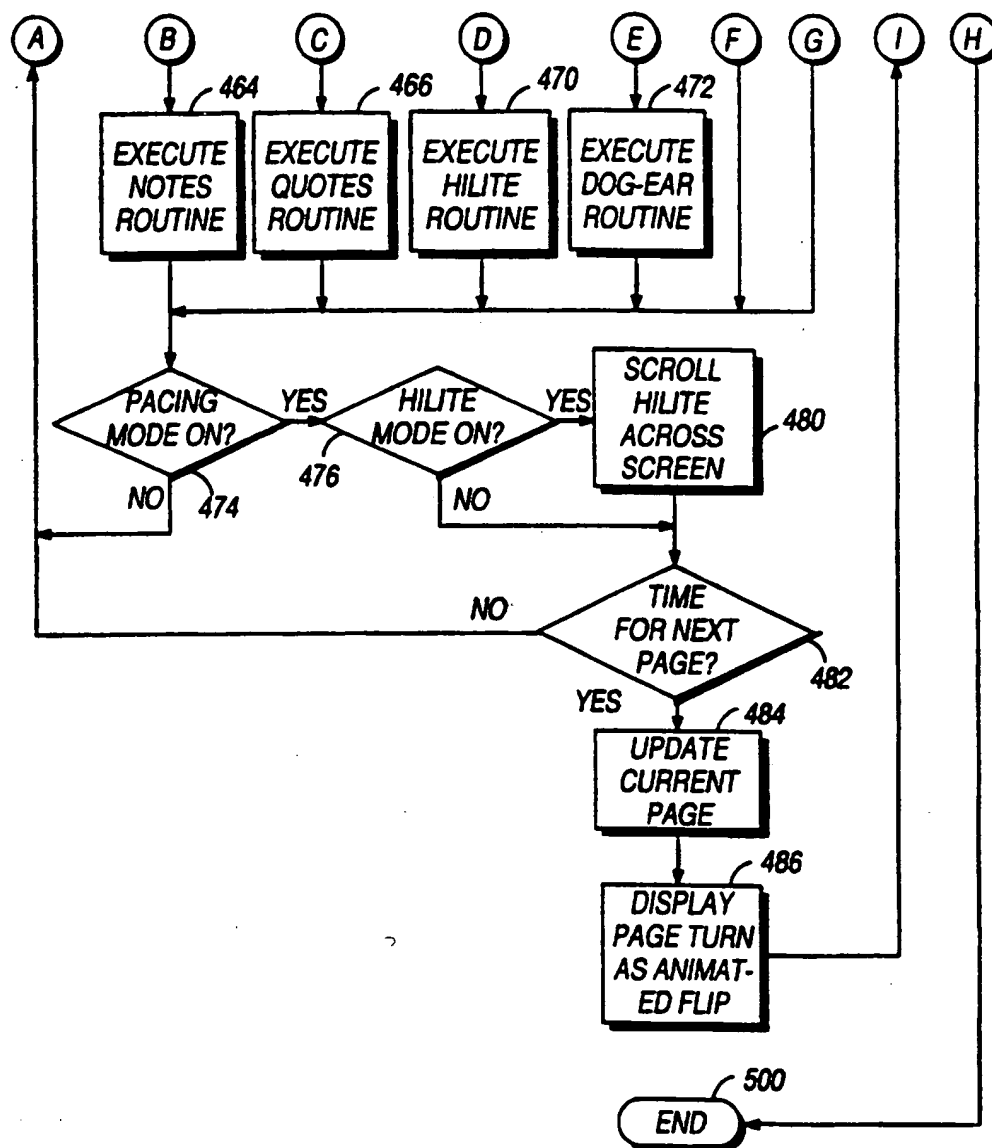 A B C D E F G I H
464 466 470 472
EXECUTE
NOTES
ROUTINE
EXECUTE
QUOTES
ROUTINE
EXECUTE
HILITE
ROUTINE
EXECUTE
DOG-EAR
ROUTINE
PACING
MODE ON?
YES
474
NO
HILITE
MODE ON?
YES
476
NO
SCROLL
HILITE
ACROSS
SCREEN
480
TIME
FOR NEXT
PAGE?
NO
482
YES
484
UPDATE
CURRENT
PAGE
486
DISPLAY
PAGE TURN
AS ANIMAT-
ED FLIP
500
END